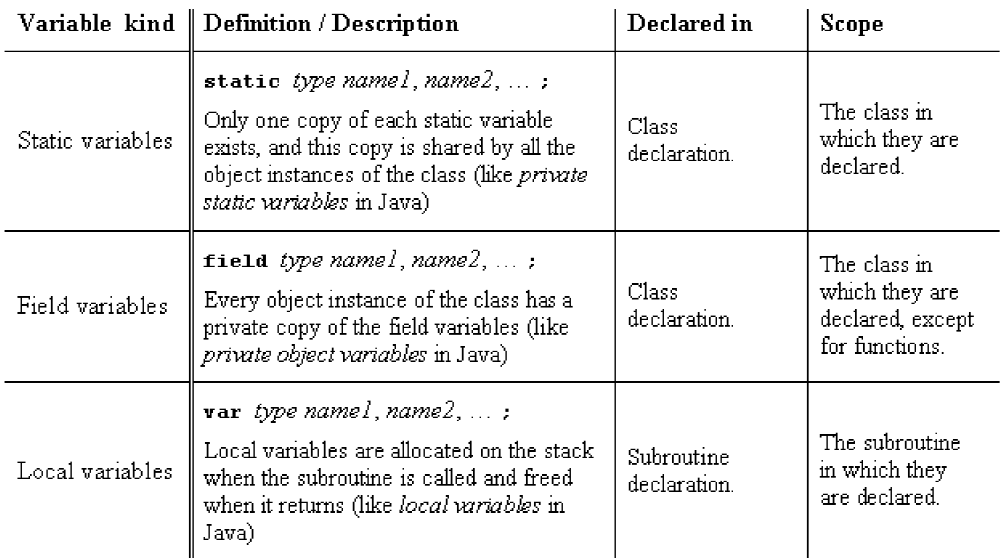 Variable kind Definition / Description Declared in Scope
Static variables
static type name1, name2, ... ;
Only one copy of each static variable
exists, and this copy is shared by all the
object instances of the class (like private
static variables in Java)
Class
declaration.
The class in
which they are
declared.
Field variables
field type name1, name2, ... ;
Every object instance of the class has a
private copy of the field variables (like
private object variables in Java)
Class
declaration.
The class in
which they are
declared, except
for functions.
Local variables
var type name1, name2, ... ;
Local variables are allocated on the stack
when the subroutine is called and freed
when it returns (like local variables in
Java)
Subroutine
declaration.
The subroutine
in which they
are declared.